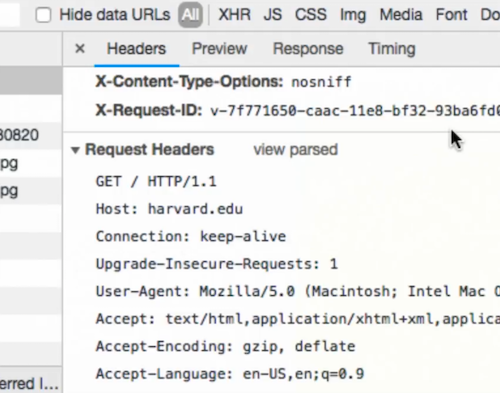 Hide data URLs All XHR JS CSS Img Media Font Do
× Headers Preview Response Timing
X-Content-Type-Options: nosniff
X-Request-ID: v-7f771650-caac-11e8-bf32-93ba6fd
30820
Request Headers view parsed
pg
GET / HTTP/1.1
pg
Host: harvard.edu
Connection: keep-alive
Upgrade-Insecure-Requests: 1
User-Agent: Mozilla/5.0 (Macintosh; Intel Mac O
Accept: text/html,application/xhtml+xml,applica
Accept-Encoding: gzip, deflate
Accept-Language: en-US,en;q=0.9
erred l...